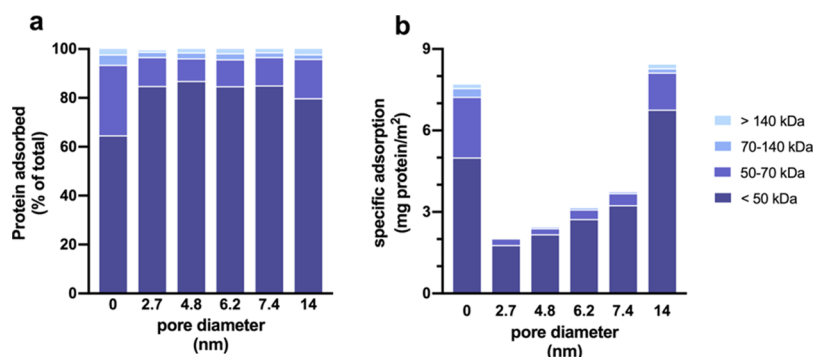 a
Protein adsorbed
(% of total)
100
80
60
40
20
0
0 2.7 4.8 6.2 7.4 14
pore diameter
(nm)
b
specific adsorption
(mg protein/m²)
9
6
3
0
0 2.7 4.8 6.2 7.4 14
pore diameter
(nm)
> 140 kDa
70-140 kDa
50-70 kDa
< 50 kDa